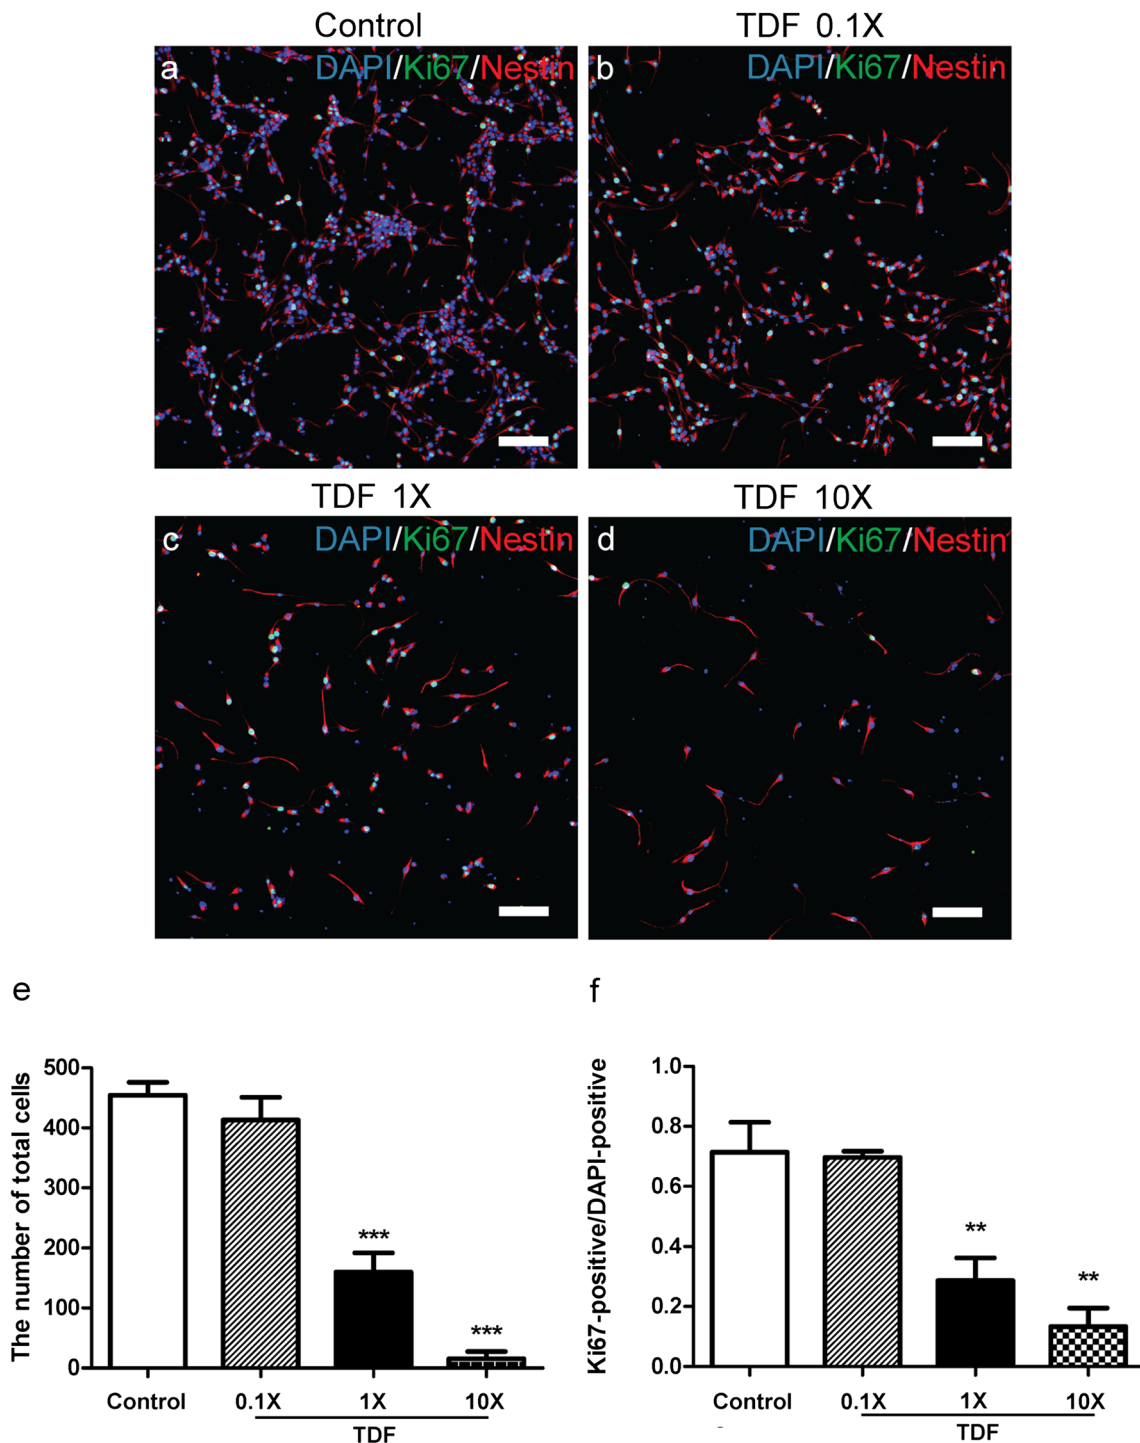 Control
TDF 0.1X
a
DAPI/Ki67/Nestin
b
DAPI/Ki67/Nestin
TDF 1X
TDF 10X
c
DAPI/Ki67/Nestin
d
DAPI/Ki67/Nestin
e
The number of total cells
500
400
300
200
100
0
***
***
Control
0.1X
1X
10X
TDF
f
Ki67-positive/DAPI-positive
1.0
0.8
0.6
0.4
0.2
0.0
**
**
Control
0.1X
1X
10X
TDF